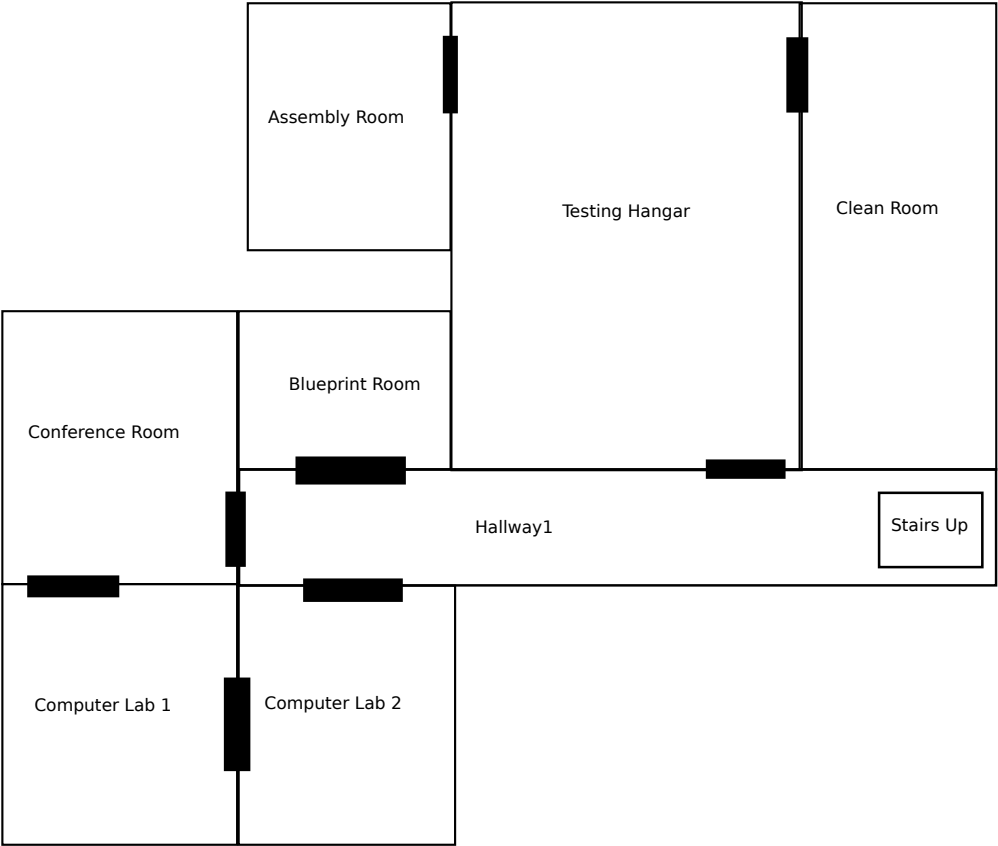 Assembly Room
Testing Hangar
Clean Room
Blueprint Room
Conference Room
Hallway1
Stairs Up
Computer Lab 1
Computer Lab 2